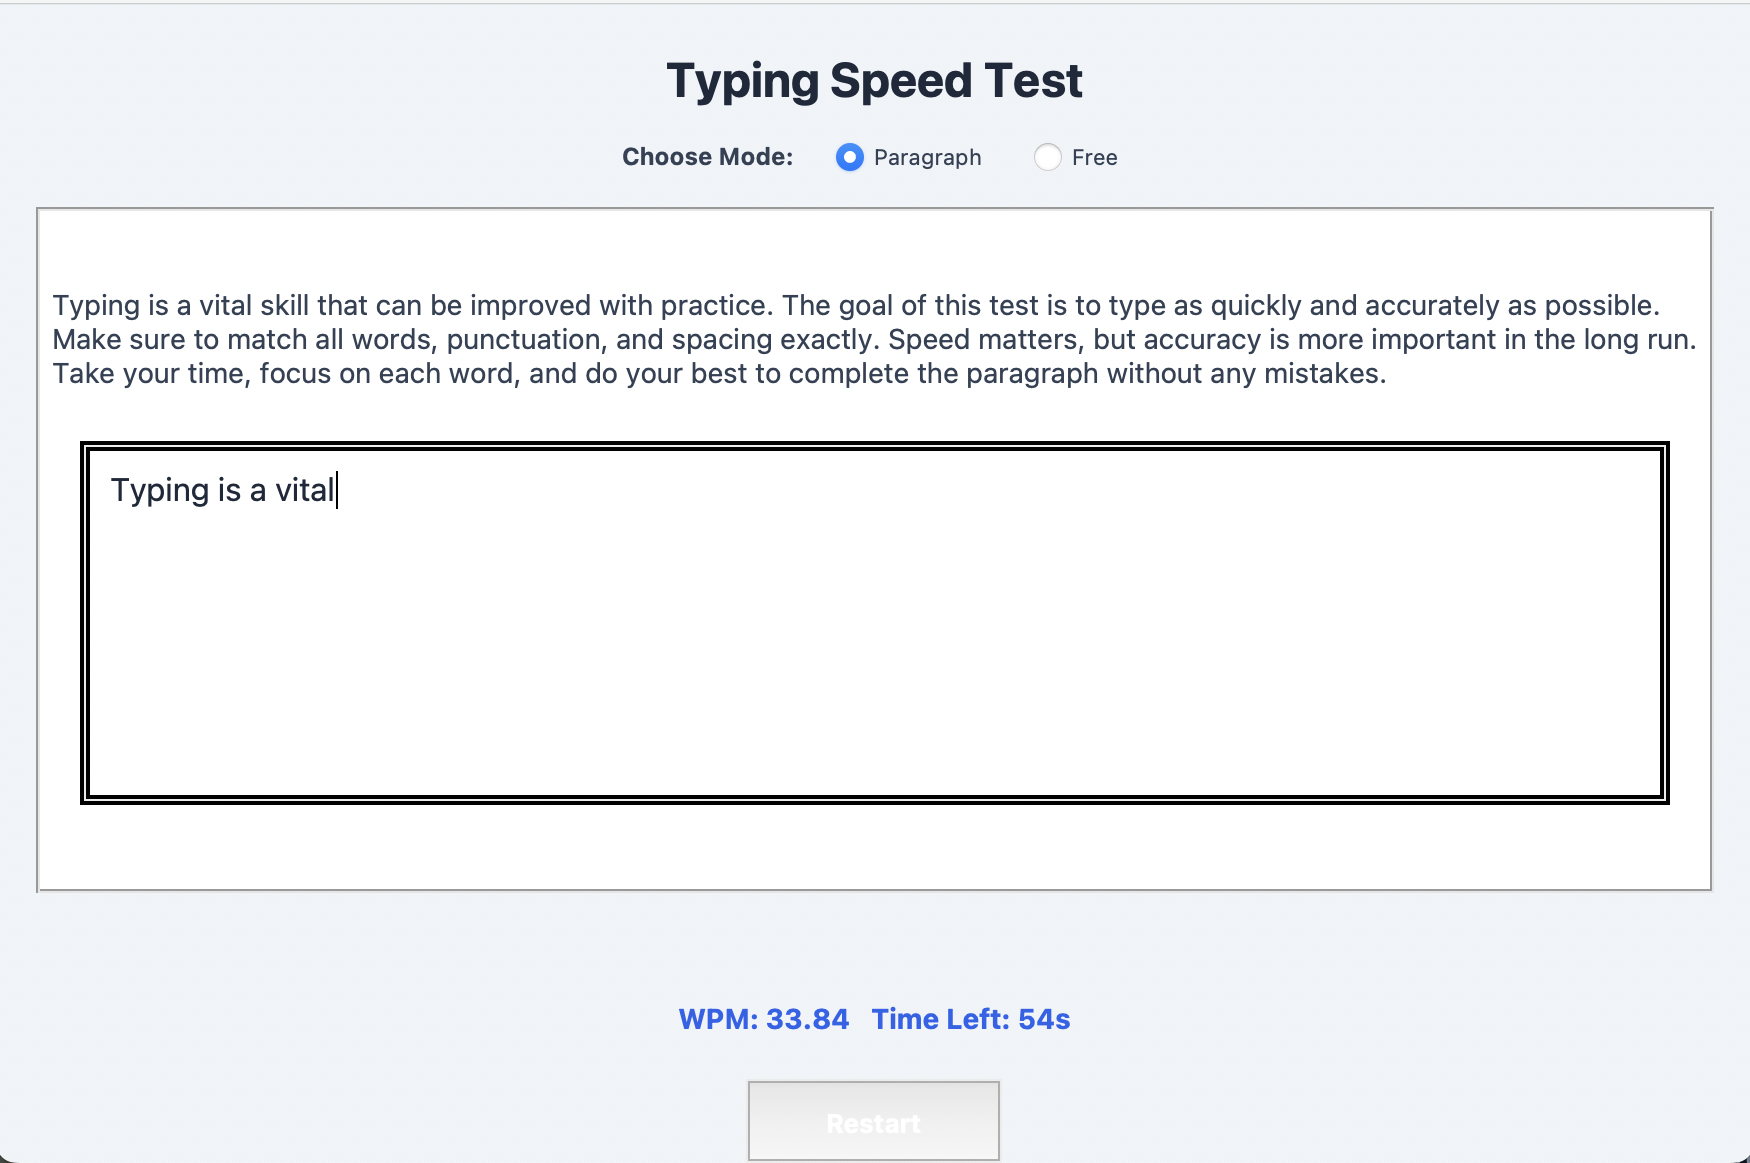 Typing Speed Test
Choose Mode: Paragraph Free
Typing is a vital skill that can be improved with practice. The goal of this test is to type as quickly and accurately as possible.
Make sure to match all words, punctuation, and spacing exactly. Speed matters, but accuracy is more important in the long run.
Take your time, focus on each word, and do your best to complete the paragraph without any mistakes.
Typing is a vital
WPM: 33.84 Time Left: 54s
Restart